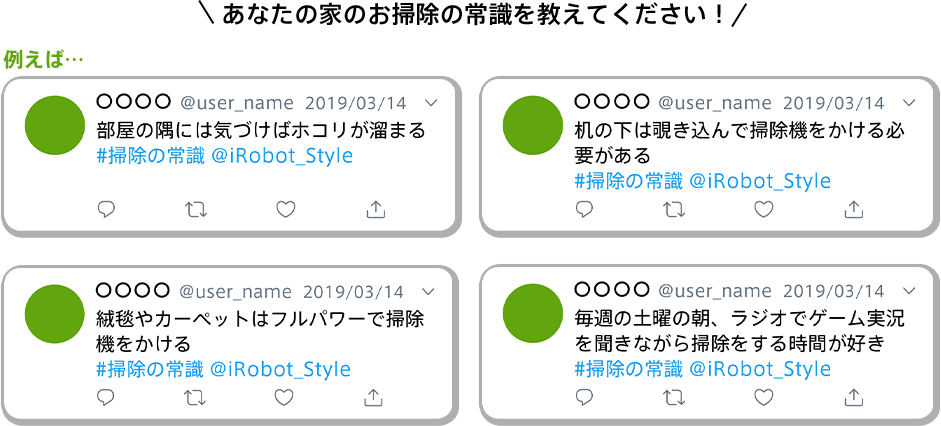 \ あなたの家のお掃除の常識を教えてください！ /
例えば…
〇〇〇〇 @user_name 2019/03/14
部屋の隅には気づけばホコリが溜まる
#掃除の常識 @iRobot_Style
〇〇〇〇 @user_name 2019/03/14
机の下は覗き込んで掃除機をかける必
要がある
#掃除の常識 @iRobot_Style
〇〇〇〇 @user_name 2019/03/14
絨毯やカーペットはフルパワーで掃除
機をかける
#掃除の常識 @iRobot_Style
〇〇〇〇 @user_name 2019/03/14
毎週の土曜の朝、ラジオでゲーム実況
を聞きながら掃除をする時間が好き
#掃除の常識 @iRobot_Style